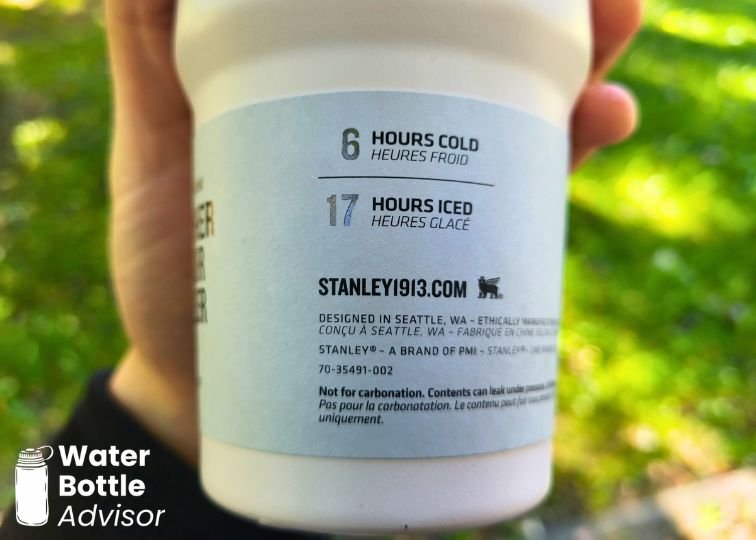 6 HOURS COLD
HEURES FROID
17 HOURS ICED
HEURES GLACÉ
STANLEY1913.COM
DESIGNED IN SEATTLE, WA – ETHICALLY
CONÇU À SEATTLE, WA – FABRIQUÉ EN CHINE
STANLEY® – A BRAND OF PMI – STANLEY®–
70-35491-002
Not for carbonation. Contents can leak under pressure.
Pas pour la carbonatation. Le contenu peut fuir sous
uniquement.
Water
Bottle
Advisor